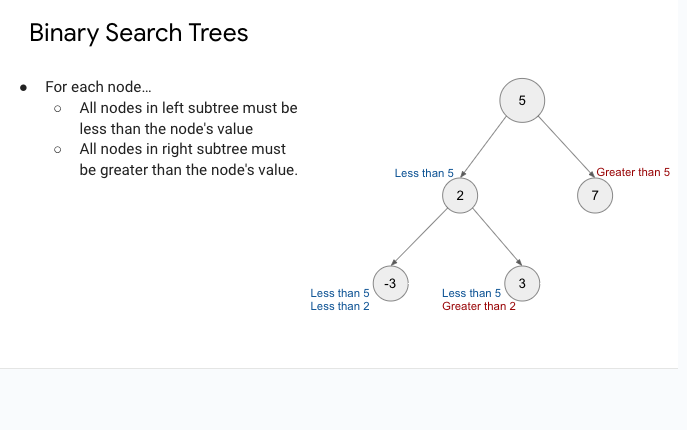 Binary Search Trees
● For each node…
○ All nodes in left subtree must be
less than the node's value
○ All nodes in right subtree must
be greater than the node's value.
5
Less than 5
Greater than 5
2
7
-3
3
Less than 5
Less than 2
Less than 5
Greater than 2